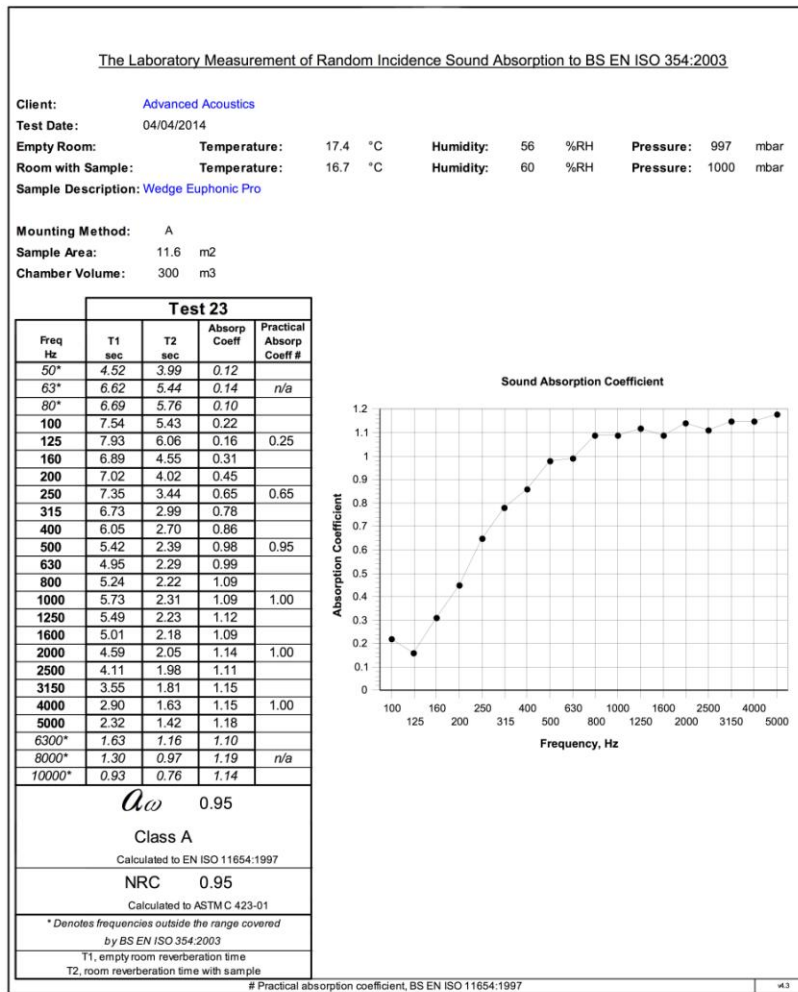 The Laboratory Measurement of Random Incidence Sound Absorption to BS EN ISO 354:2003
Client: Advanced Acoustics
Test Date: 04/04/2014
Empty Room: Temperature: 17.4 °C Humidity: 56 %RH Pressure: 997 mbar
Room with Sample: Temperature: 16.7 °C Humidity: 60 %RH Pressure: 1000 mbar
Sample Description: Wedge Euphonic Pro
Mounting Method: A
Sample Area: 11.6 m2
Chamber Volume: 300 m3
Test 23
Freq Hz T1 sec T2 sec Absorp Coeff Practical Absorp Coeff #
50* 4.52 3.99 0.12
63* 6.62 5.44 0.14 n/a
80* 6.69 5.76 0.10
100 7.54 5.43 0.22
125 7.93 6.06 0.16 0.25
160 6.89 4.55 0.31
200 7.02 4.02 0.45
250 7.35 3.44 0.65 0.65
315 6.73 2.99 0.78
400 6.05 2.70 0.86
500 5.42 2.39 0.98 0.95
630 4.95 2.29 0.99
800 5.24 2.22 1.09
1000 5.73 2.31 1.09 1.00
1250 5.49 2.23 1.12
1600 5.01 2.18 1.09
2000 4.59 2.05 1.14 1.00
2500 4.11 1.98 1.11
3150 3.55 1.81 1.15
4000 2.90 1.63 1.15 1.00
5000 2.32 1.42 1.18
6300* 1.63 1.16 1.10
8000* 1.30 0.97 1.19 n/a
10000* 0.93 0.76 1.14
aω 0.95
Class A
Calculated to EN ISO 11654:1997
NRC 0.95
Calculated to ASTM C 423-01
* Denotes frequencies outside the range covered
by BS EN ISO 354:2003
T1, empty room reverberation time
T2, room reverberation time with sample
Sound Absorption Coefficient
Absorption Coefficient
1.2
1.1
1
0.9
0.8
0.7
0.6
0.5
0.4
0.3
0.2
0.1
0
100 160 250 400 630 1000 1600 2500 4000
125 200 315 500 800 1250 2000 3150 5000
Frequency, Hz
# Practical absorption coefficient, BS EN ISO 11654:1997
v4.3